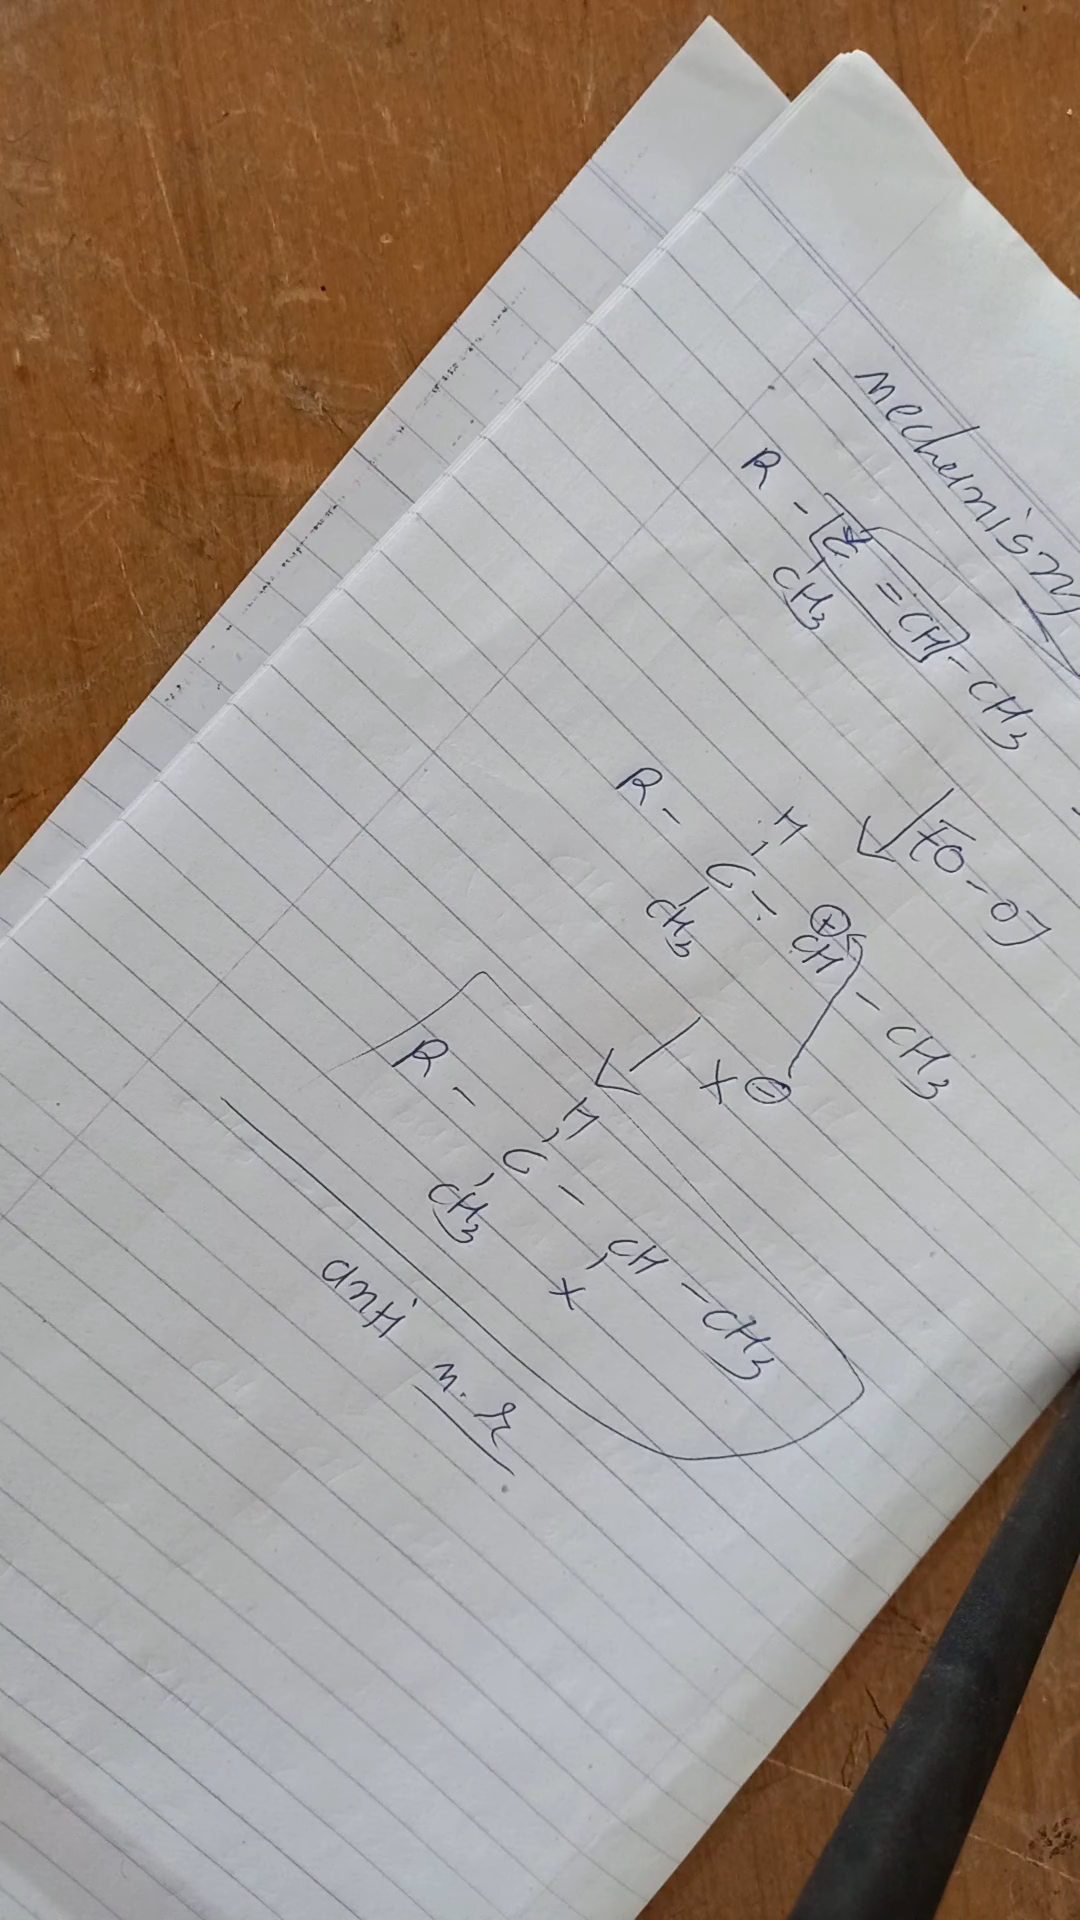 mechanism
R - C = CH - CH3
CH3
[-O-O]
H ⊕
R - C - CH - CH3
CH3
X ⊖
H
R - C - CH - CH3
CH3 X
anti m.r